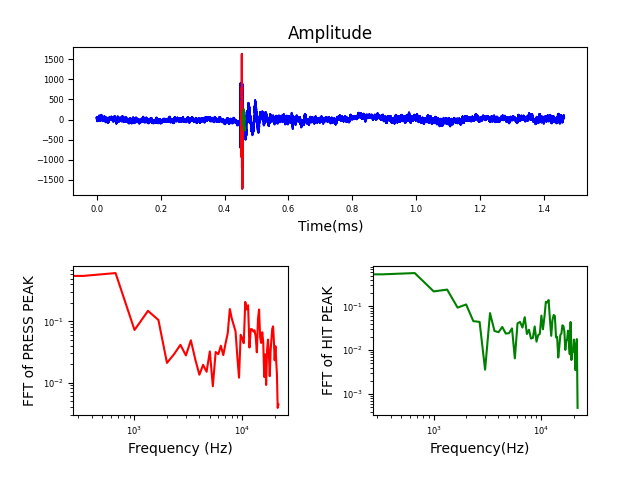 Amplitude
1500
1000
500
0
−500
−1000
−1500
0.0 0.2 0.4 0.6 0.8 1.0 1.2 1.4
Time(ms)
FFT of PRESS PEAK
10⁻¹
10⁻²
10³ 10⁴
Frequency (Hz)
FFT of HIT PEAK
10⁻¹
10⁻²
10⁻³
10³ 10⁴
Frequency(Hz)